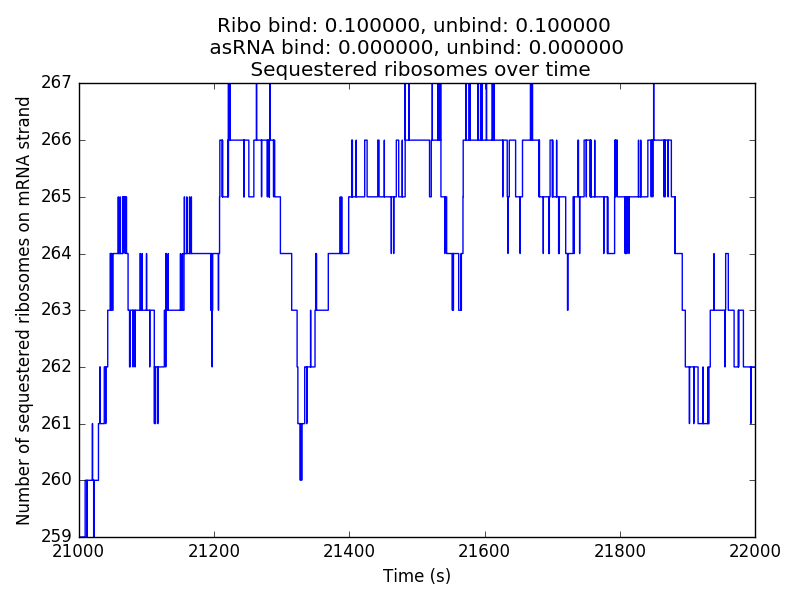 Ribo bind: 0.100000, unbind: 0.100000
asRNA bind: 0.000000, unbind: 0.000000
Sequestered ribosomes over time
Number of sequestered ribosomes on mRNA strand
267
266
265
264
263
262
261
260
259
21000 21200 21400 21600 21800 22000
Time (s)